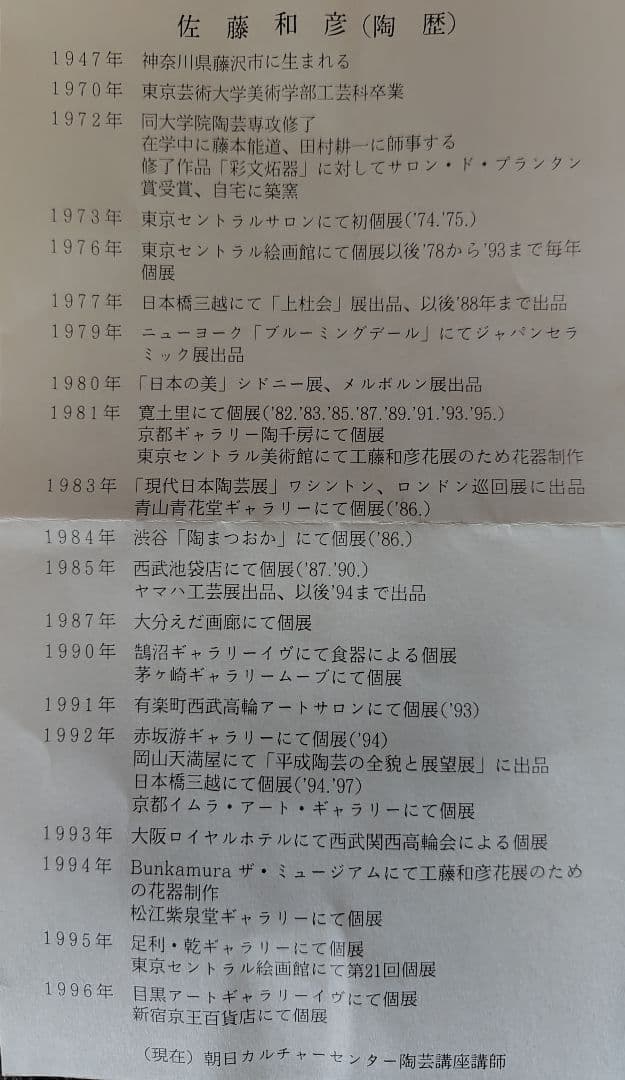 佐藤和彦(陶歴)
1947年 神奈川県藤沢市に生まれる
1970年 東京芸術大学美術学部工芸科卒業
1972年 同大学院陶芸専攻修了
在学中に藤本能道、田村耕一に師事する
修了作品「彩文炻器」に対してサロン・ド・プランタン
賞受賞、自宅に築窯
1973年 東京セントラルサロンにて初個展('74.'75.)
1976年 東京セントラル絵画館にて個展以後'78から'93まで毎年
個展
1977年 日本橋三越にて「上杜会」展出品、以後'88年まで出品
1979年 ニューヨーク「ブルーミングデール」にてジャパンセラ
ミック展出品
1980年 「日本の美」シドニー展、メルボルン展出品
1981年 寛土里にて個展('82.'83.'85.'87.'89.'91.'93.'95.)
京都ギャラリー陶千房にて個展
東京セントラル美術館にて工藤和彦花展のため花器制作
1983年 「現代日本陶芸展」ワシントン、ロンドン巡回展に出品
青山青花堂ギャラリーにて個展('86.)
1984年 渋谷「陶まつおか」にて個展('86.)
1985年 西武池袋店にて個展('87.'90.)
ヤマハ工芸展出品、以後'94まで出品
1987年 大分えだ画廊にて個展
1990年 鵠沼ギャラリーイヴにて食器による個展
茅ヶ崎ギャラリームーブにて個展
1991年 有楽町西武高輪アートサロンにて個展('93)
1992年 赤坂游ギャラリーにて個展('94)
岡山天満屋にて「平成陶芸の全貌と展望展」に出品
日本橋三越にて個展('94.'97)
京都イムラ・アート・ギャラリーにて個展
1993年 大阪ロイヤルホテルにて西武関西高輪会による個展
1994年 Bunkamura ザ・ミュージアムにて工藤和彦花展のため
の花器制作
松江紫泉堂ギャラリーにて個展
1995年 足利・乾ギャラリーにて個展
東京セントラル絵画館にて第21回個展
1996年 目黒アートギャラリーイヴにて個展
新宿京王百貨店にて個展
(現在) 朝日カルチャーセンター陶芸講座講師